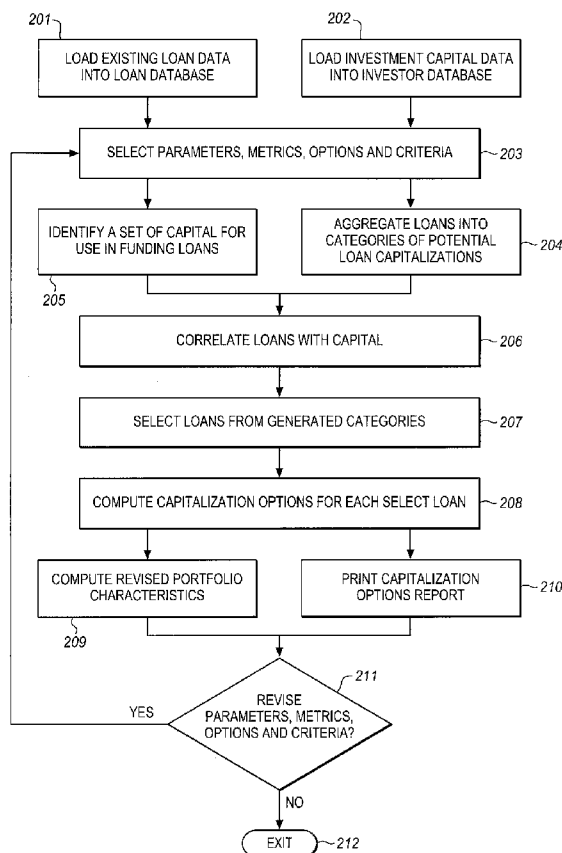 201
LOAD EXISTING LOAN DATA
INTO LOAN DATABASE
202
LOAD INVESTMENT CAPITAL DATA
INTO INVESTOR DATABASE
SELECT PARAMETERS, METRICS, OPTIONS AND CRITERIA
203
IDENTIFY A SET OF CAPITAL FOR
USE IN FUNDING LOANS
205
AGGREGATE LOANS INTO
CATEGORIES OF POTENTIAL
LOAN CAPITALIZATIONS
204
CORRELATE LOANS WITH CAPITAL
206
SELECT LOANS FROM GENERATED CATEGORIES
207
COMPUTE CAPITALIZATION OPTIONS FOR EACH SELECT LOAN
208
COMPUTE REVISED PORTFOLIO
CHARACTERISTICS
209
PRINT CAPITALIZATION
OPTIONS REPORT
210
211
REVISE
PARAMETERS, METRICS,
OPTIONS AND CRITERIA?
YES
NO
EXIT
212